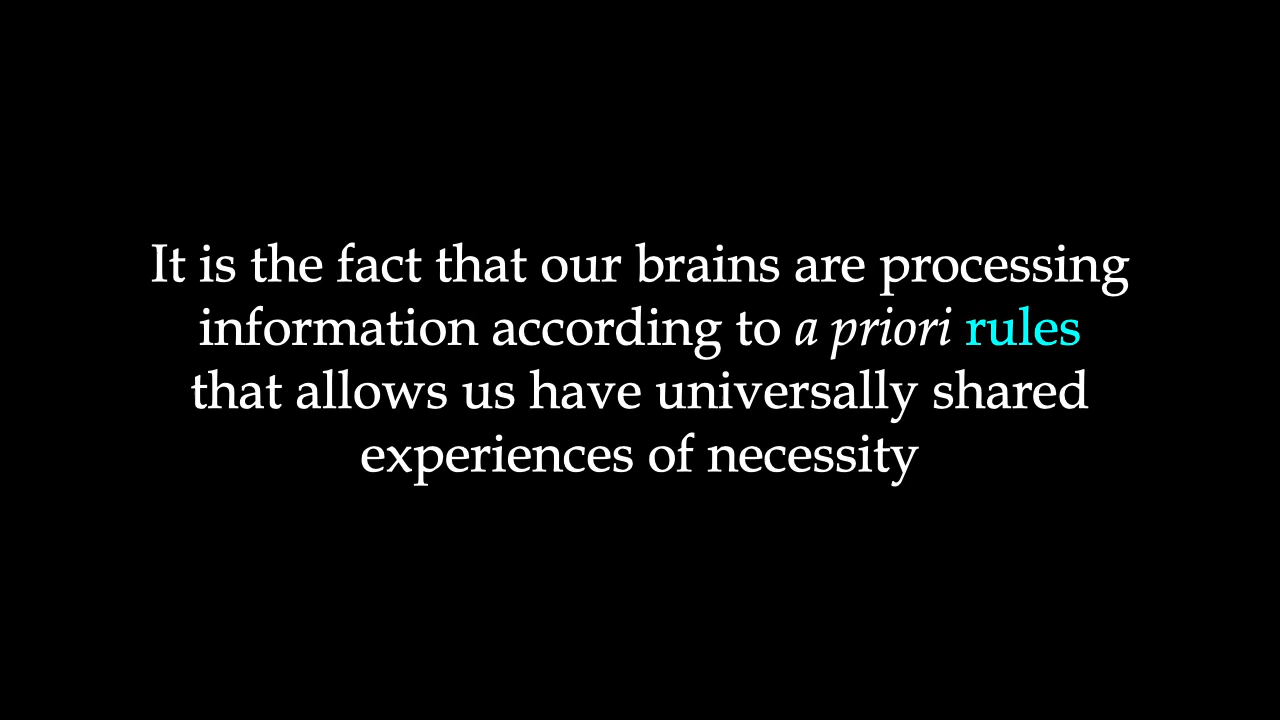 It is the fact that our brains are processing
information according to a priori rules
that allows us have universally shared
experiences of necessity